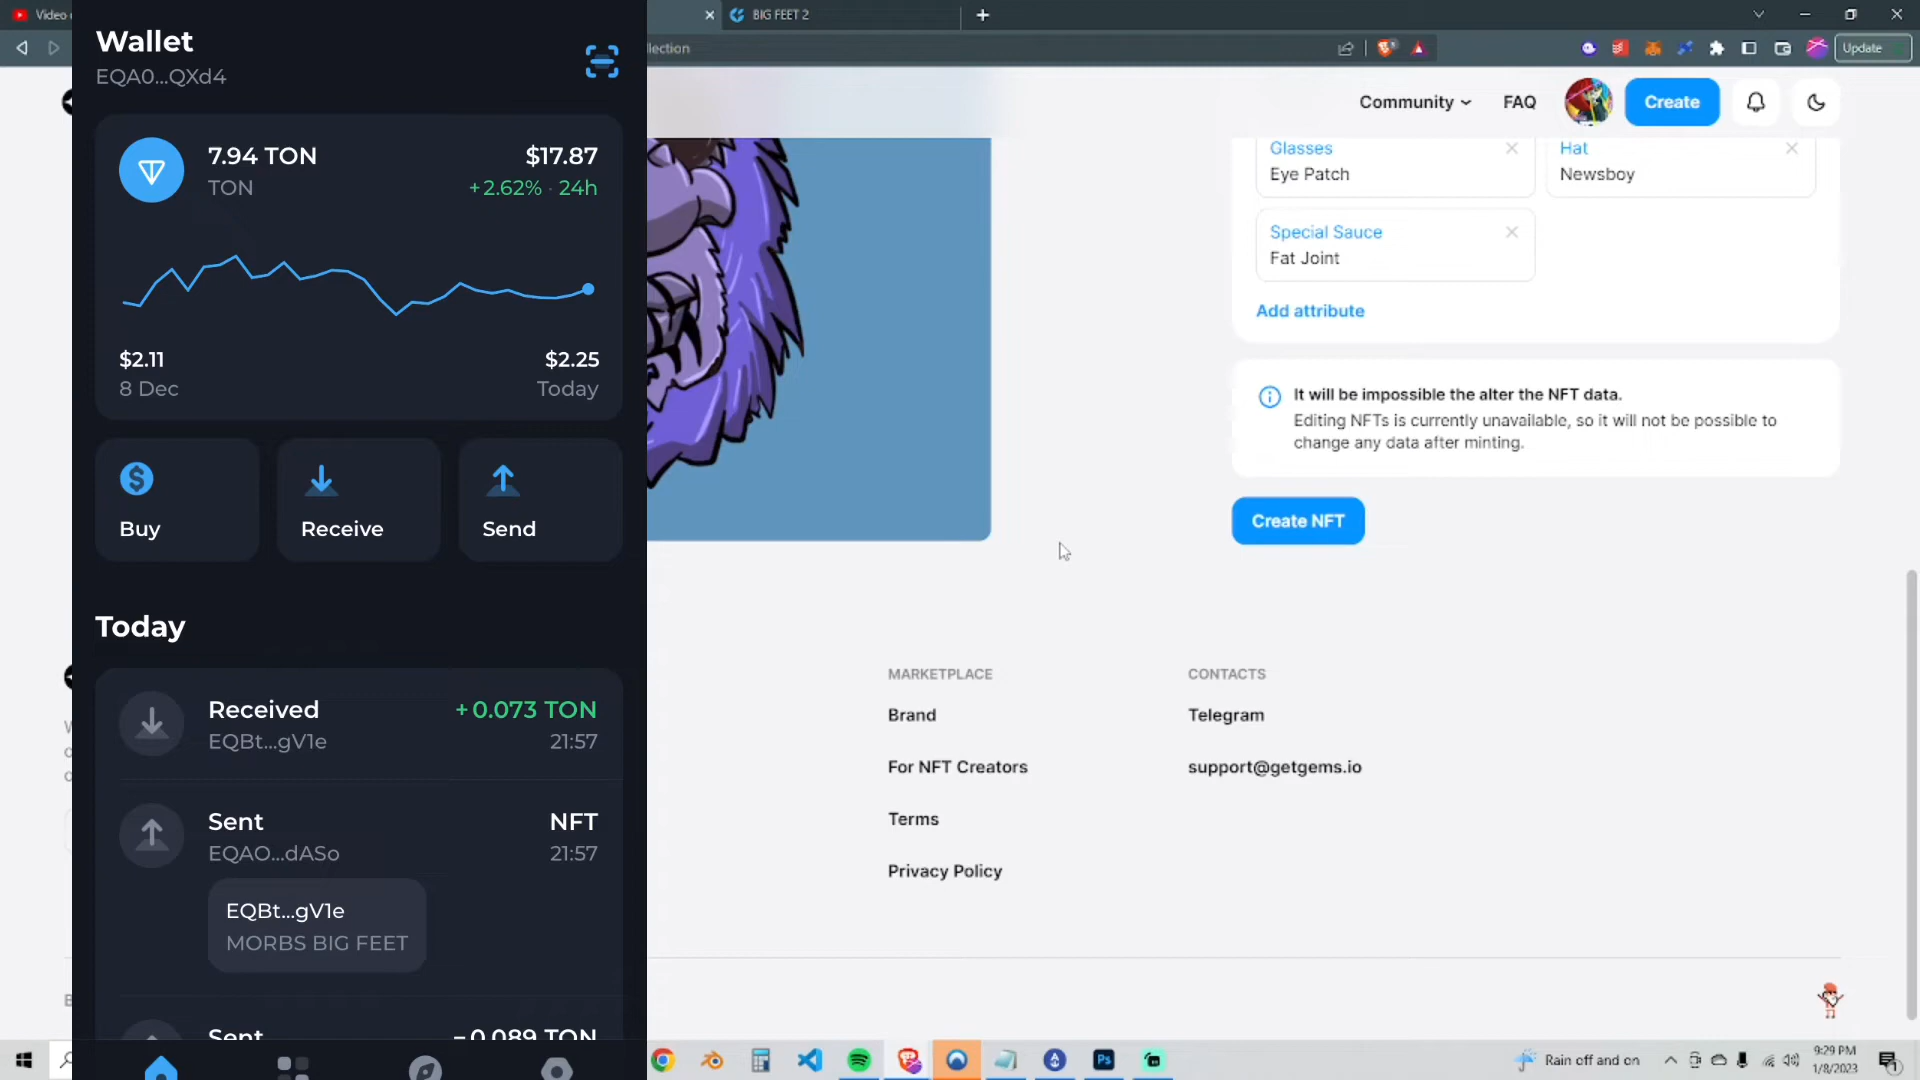 Video
BIG FEET 2
lection
Update
Wallet
EQA0...QXd4
7.94 TON
$17.87
TON
+2.62% · 24h
$2.11
$2.25
8 Dec
Today
Buy
Receive
Send
Today
Received
+0.073 TON
EQBt...gV1e
21:57
Sent
NFT
EQAO...dASo
21:57
EQBt...gV1e
MORBS BIG FEET
Sent
−0.089 TON
Community
FAQ
Create
Glasses
Eye Patch
Hat
Newsboy
Special Sauce
Fat Joint
Add attribute
It will be impossible the alter the NFT data.
Editing NFTs is currently unavailable, so it will not be possible to
change any data after minting.
Create NFT
MARKETPLACE
Brand
For NFT Creators
Terms
Privacy Policy
CONTACTS
Telegram
support@getgems.io
Ps
Rain off and on
9:29 PM
1/8/2023